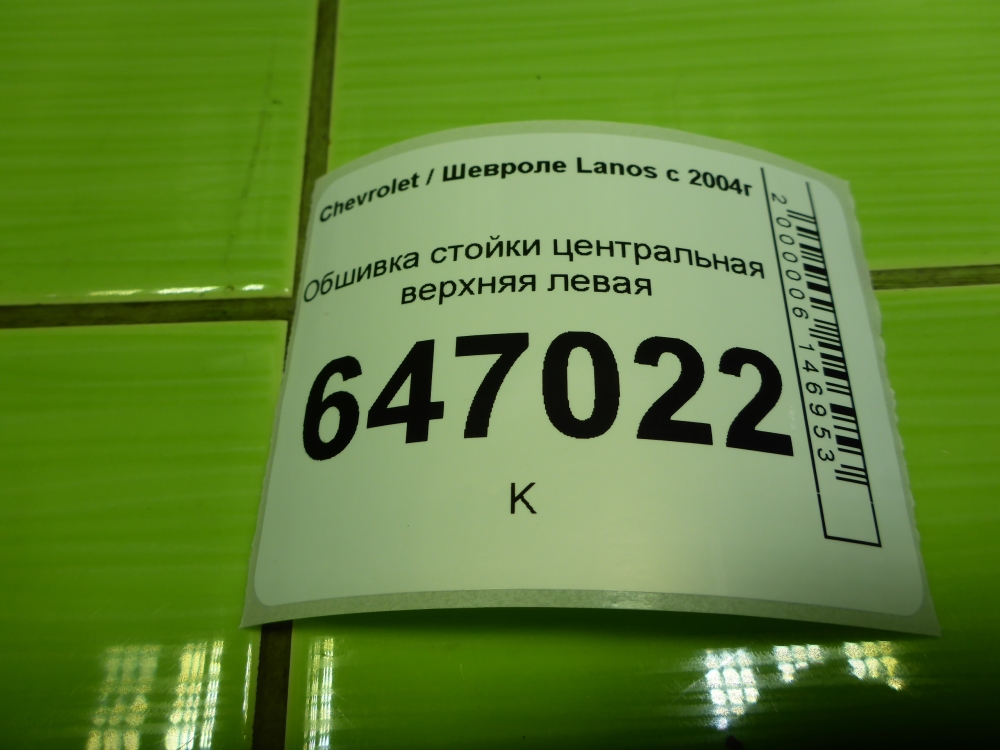 Chevrolet / Шевроле Lanos с 2004г
Обшивка стойки центральная
верхняя левая
647022
К
2000006146953